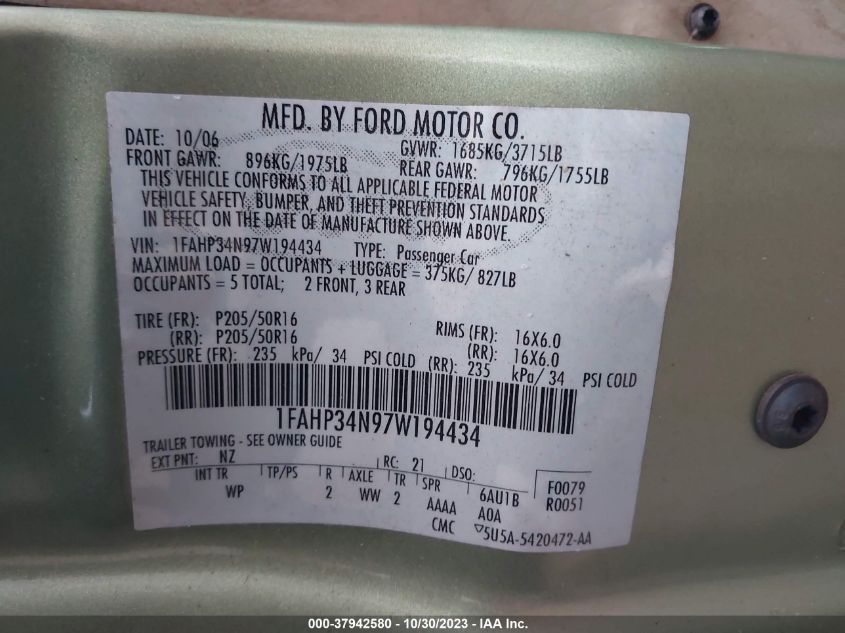 MFD. BY FORD MOTOR CO.
DATE: 10/06 GVWR: 1685KG/3715LB
FRONT GAWR: 896KG/1975LB REAR GAWR: 796KG/1755LB
THIS VEHICLE CONFORMS TO ALL APPLICABLE FEDERAL MOTOR
VEHICLE SAFETY, BUMPER, AND THEFT PREVENTION STANDARDS
IN EFFECT ON THE DATE OF MANUFACTURE SHOWN ABOVE.
VIN: 1FAHP34N97W194434 TYPE: Passenger Car
MAXIMUM LOAD = OCCUPANTS + LUGGAGE = 375KG/ 827LB
OCCUPANTS = 5 TOTAL; 2 FRONT, 3 REAR
TIRE (FR): P205/50R16 RIMS (FR): 16X6.0
(RR): P205/50R16 (RR): 16X6.0
PRESSURE (FR): 235 kPa/ 34 PSI COLD (RR): 235 kPa/ 34 PSI COLD
1FAHP34N97W194434
TRAILER TOWING - SEE OWNER GUIDE
EXT PNT: NZ RC: 21 DSO: F0079
INT TR TP/PS R AXLE TR SPR 6AU1B R0051
WP 2 WW 2 AAAA A0A
CMC 5U5A-5420472-AA
000-37942580 - 10/30/2023 - IAA Inc.